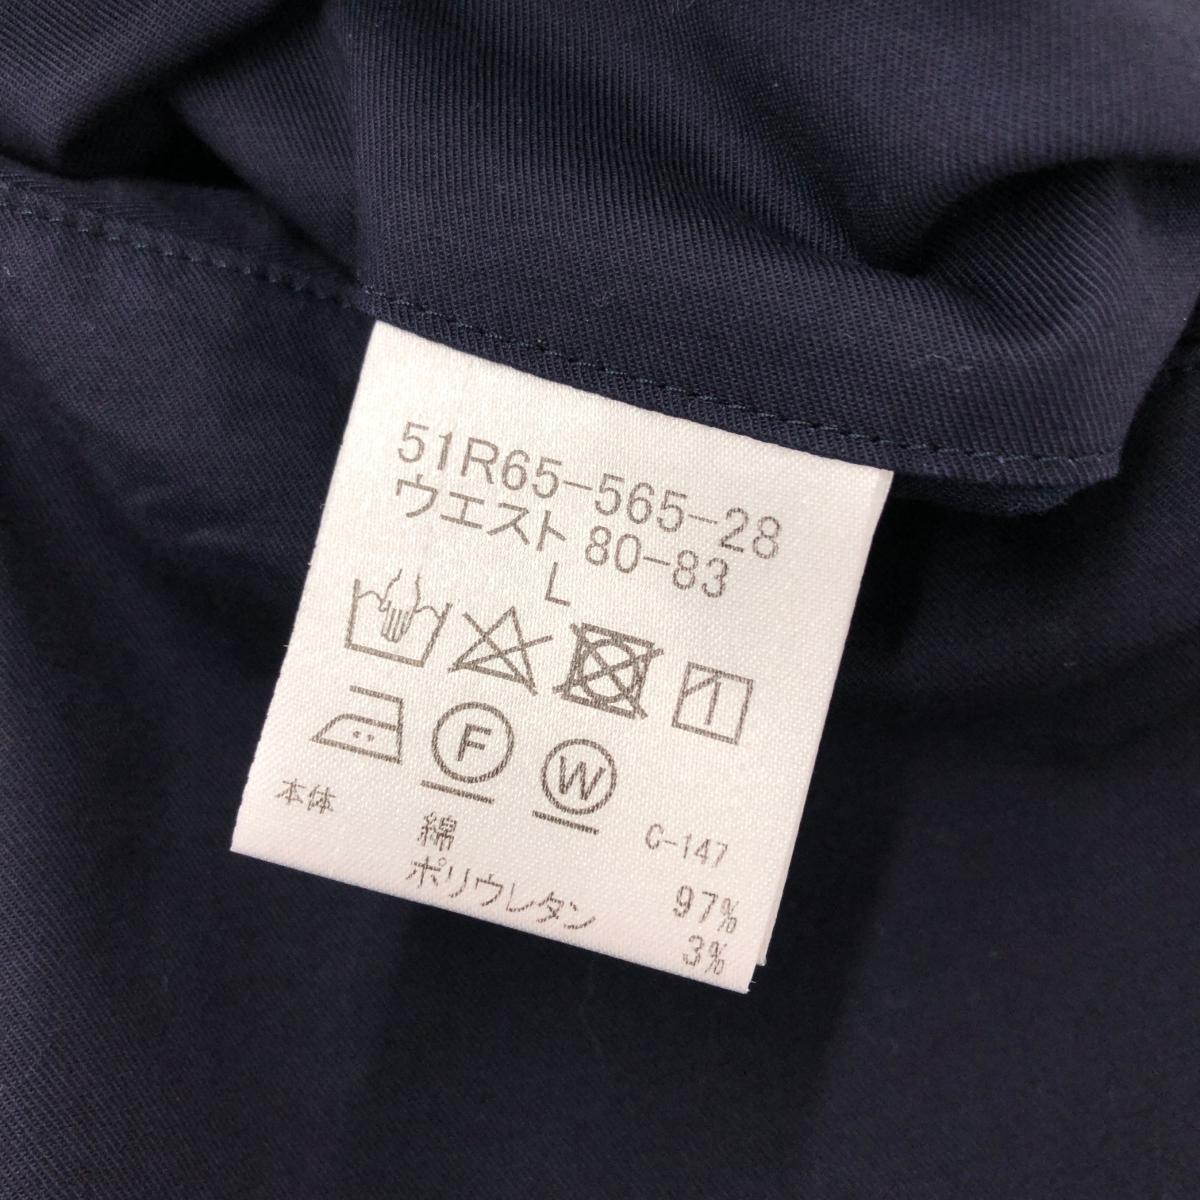 51R65-565-28
ウエスト 80-83
L
F W
C-147
本体 綿 97%
ポリウレタン 3%